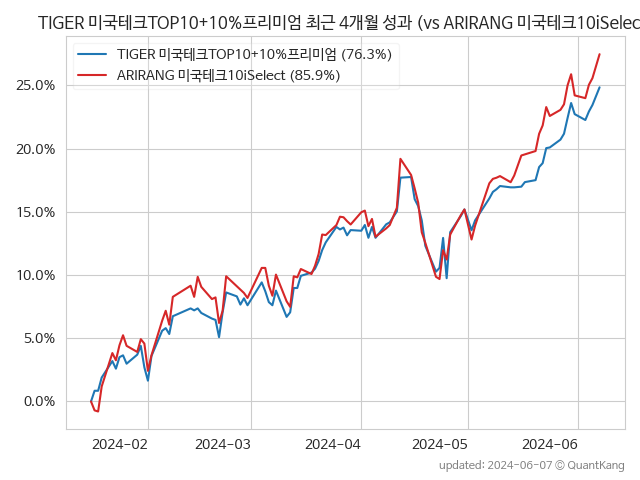 TIGER 미국테크TOP10+10%프리미엄 최근 4개월 성과 (vs ARIRANG 미국테크10iSelec
TIGER 미국테크TOP10+10%프리미엄 (76.3%)
ARIRANG 미국테크10iSelect (85.9%)
25.0%
20.0%
15.0%
10.0%
5.0%
0.0%
2024-02 2024-03 2024-04 2024-05 2024-06
updated: 2024-06-07 © QuantKang